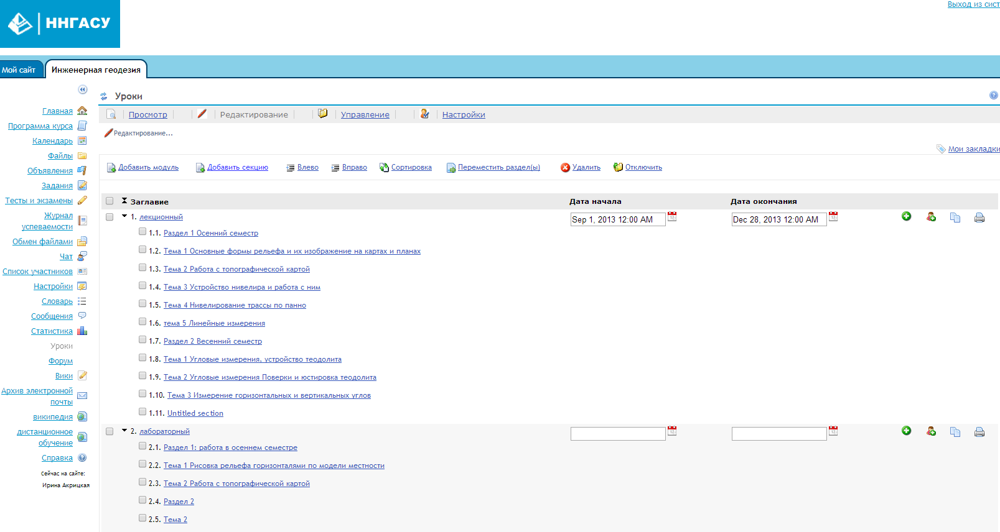 Выход из сист
ННГАСУ
Мой сайт
Инженерная геодезия
Уроки
Главная
Программа курса
Календарь
Файлы
Объявления
Задания
Тесты и экзамены
Журнал
успеваемости
Обмен файлами
Чат
Список участников
Настройки
Словарь
Сообщения
Статистика
Уроки
Форум
Вики
Архив электронной
почты
википедия
дистанционное
обучение
Справка
Сейчас на сайте:
Ирина Акрицкая
Просмотр Редактирование Управление Настройки
Редактирование...
Мои закладки
Добавить модуль Добавить секцию Влево Вправо Сортировка Переместить раздел(ы) Удалить Отключить
Заглавие Дата начала Дата окончания
1. лекционный Sep 1, 2013 12:00 AM Dec 28, 2013 12:00 AM
1.1. Раздел 1 Осенний семестр
1.2. Тема 1 Основные формы рельефа и их изображение на картах и планах
1.3. Тема 2 Работа с топографической картой
1.4. Тема 3 Устройство нивелира и работа с ним
1.5. Тема 4 Нивелирование трассы по панно
1.6. тема 5 Линейные измерения
1.7. Раздел 2 Весенний семестр
1.8. Тема 1 Угловые измерения, устройство теодолита
1.9. Тема 2 Угловые измерения Поверки и юстировка теодолита
1.10. Тема 3 Измерение горизонтальных и вертикальных углов
1.11. Untitled section
2. лабораторный
2.1. Раздел 1: работа в осеннем семестре
2.2. Тема 1 Рисовка рельефа горизонталями по модели местности
2.3. Тема 2 Работа с топографической картой
2.4. Раздел 2
2.5. Тема 2